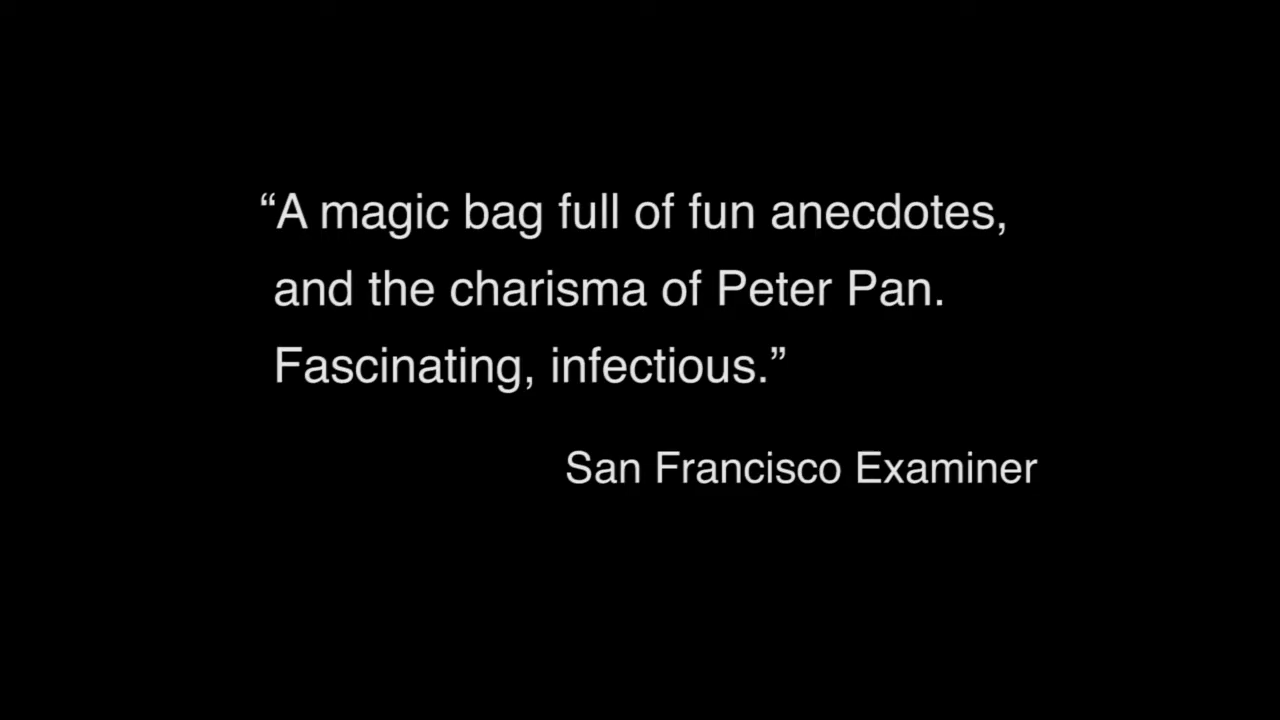 “A magic bag full of fun anecdotes,
and the charisma of Peter Pan.
Fascinating, infectious.”
San Francisco Examiner